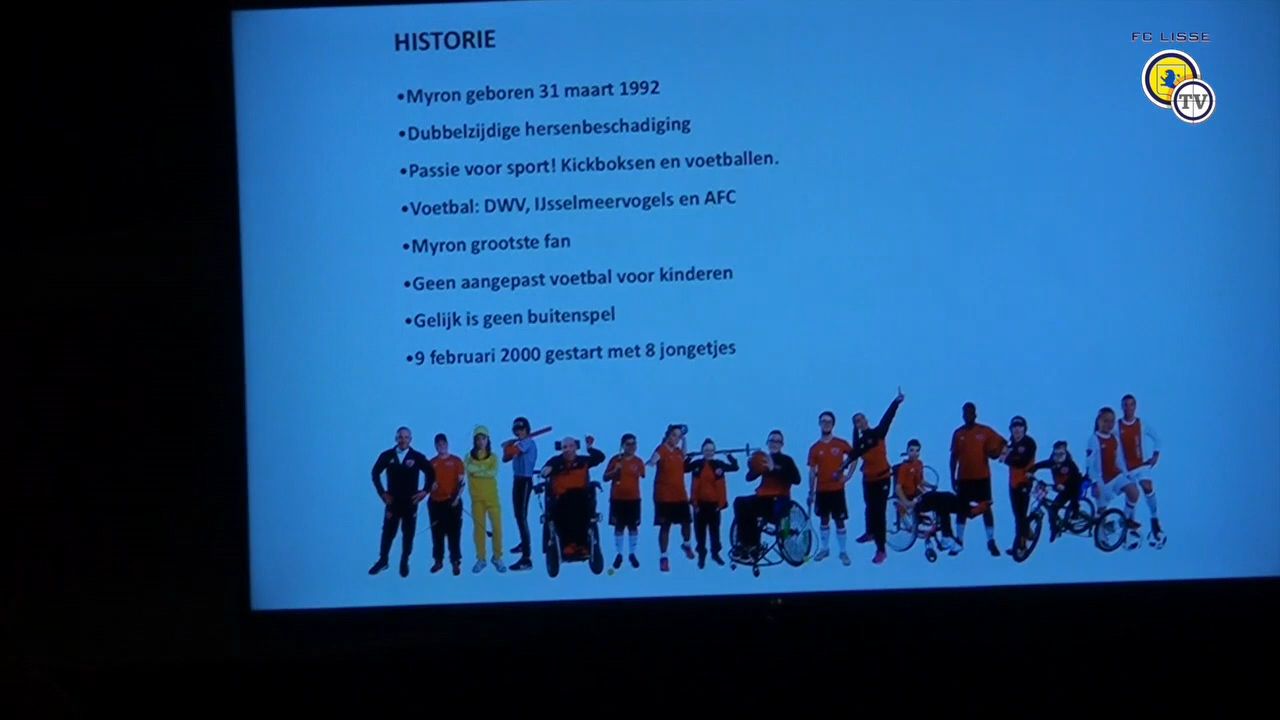 HISTORIE
FC LISSE
•Myron geboren 31 maart 1992
TV
•Dubbelzijdige hersenbeschadiging
•Passie voor sport! Kickboksen en voetballen.
•Voetbal: DWV, IJsselmeervogels en AFC
•Myron grootste fan
•Geen aangepast voetbal voor kinderen
•Gelijk is geen buitenspel
•9 februari 2000 gestart met 8 jongetjes